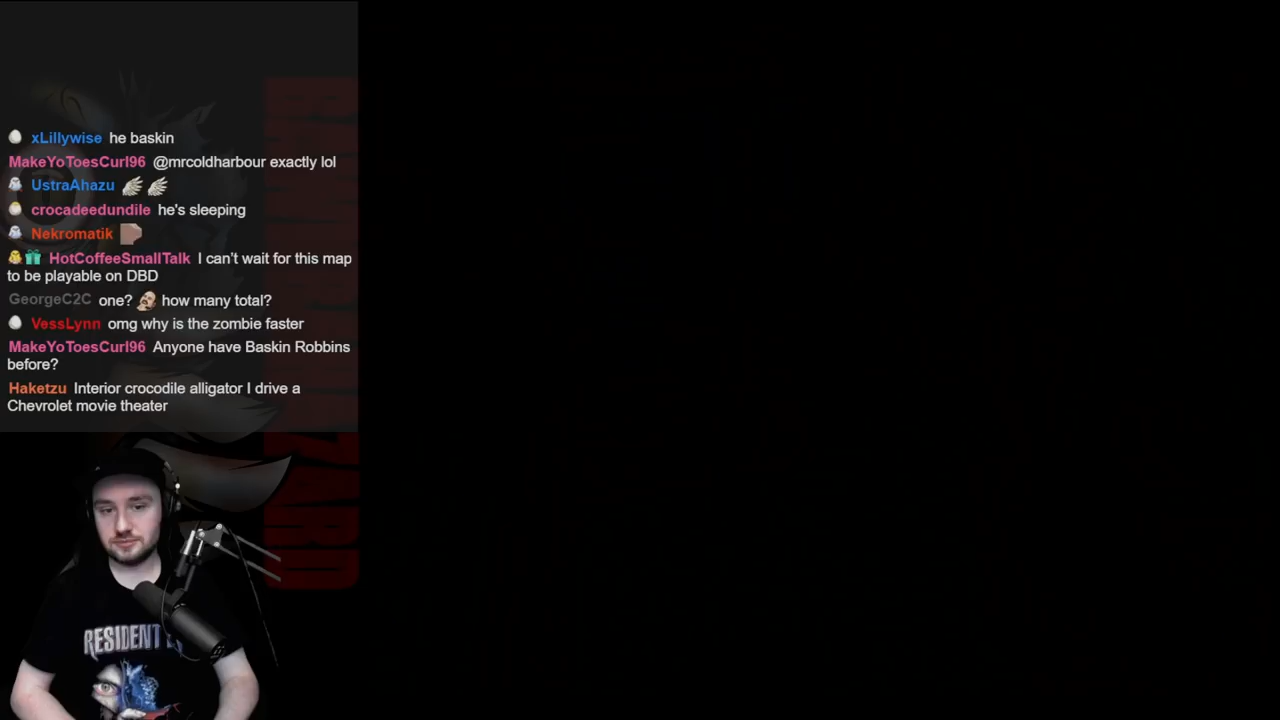 xLillywise he baskin
MakeYoToesCurl96 @mrcoldharbour exactly lol
UstraAhazu
crocadeedundile he's sleeping
Nekromatik
HotCoffeeSmallTalk I can't wait for this map
to be playable on DBD
GeorgeC2C one? how many total?
VessLynn omg why is the zombie faster
MakeYoToesCurl96 Anyone have Baskin Robbins
before?
Haketzu Interior crocodile alligator I drive a
Chevrolet movie theater
RESIDENT